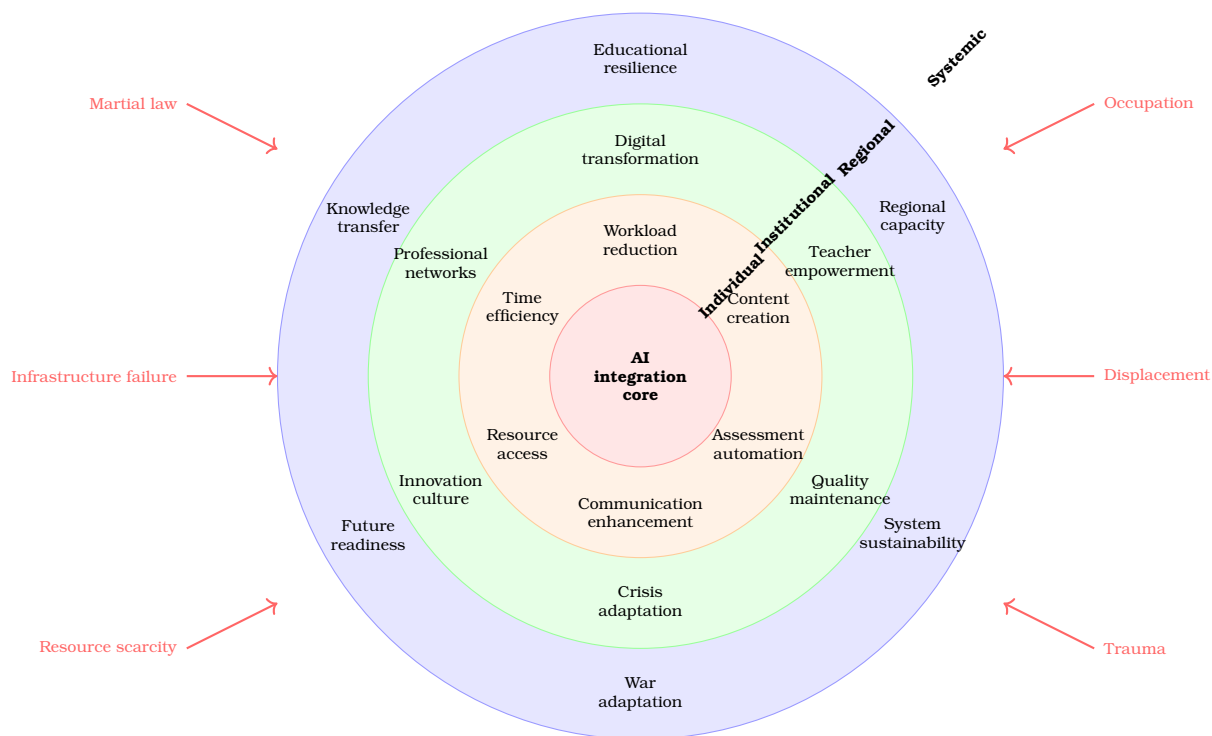 Educational
resilience
Systemic
Martial law
Occupation
Digital
transformation
Regional
Knowledge
transfer
Regional
capacity
Institutional
Workload
reduction
Professional
networks
Teacher
empowerment
Individual
Time
efficiency
Content
creation
AI
integration
core
Infrastructure failure
Displacement
Resource
access
Assessment
automation
Innovation
culture
Quality
maintenance
Communication
enhancement
Future
readiness
System
sustainability
Crisis
adaptation
Resource scarcity
Trauma
War
adaptation